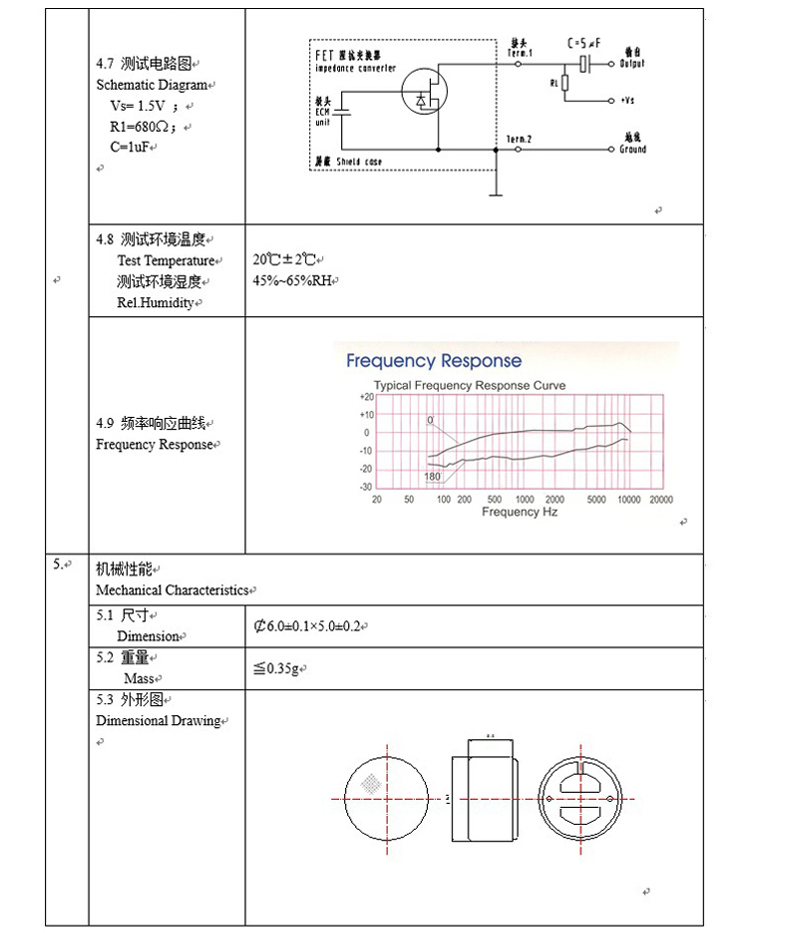 4.7 测试电路图
Schematic Diagram
Vs= 1.5V ；
R1=680Ω；
C=1uF
FET 阻抗变换器
impedance converter
接头
ECM
unit
屏蔽 Shield case
接头
Term.1
C=5μF
输出
Output
RL
+Vs
Term.2
地线
Ground
4.8 测试环境温度
Test Temperature
测试环境湿度
Rel.Humidity
20℃±2℃
45%~65%RH
4.9 频率响应曲线
Frequency Response
Frequency Response
Typical Frequency Response Curve
+20
+10
0
-10
-20
-30
0
180
20 50 100 200 500 1000 2000 5000 10000 20000
Frequency Hz
5.
机械性能
Mechanical Characteristics
5.1 尺寸
Dimension
₡6.0±0.1×5.0±0.2
5.2 重量
Mass
≦0.35g
5.3 外形图
Dimensional Drawing